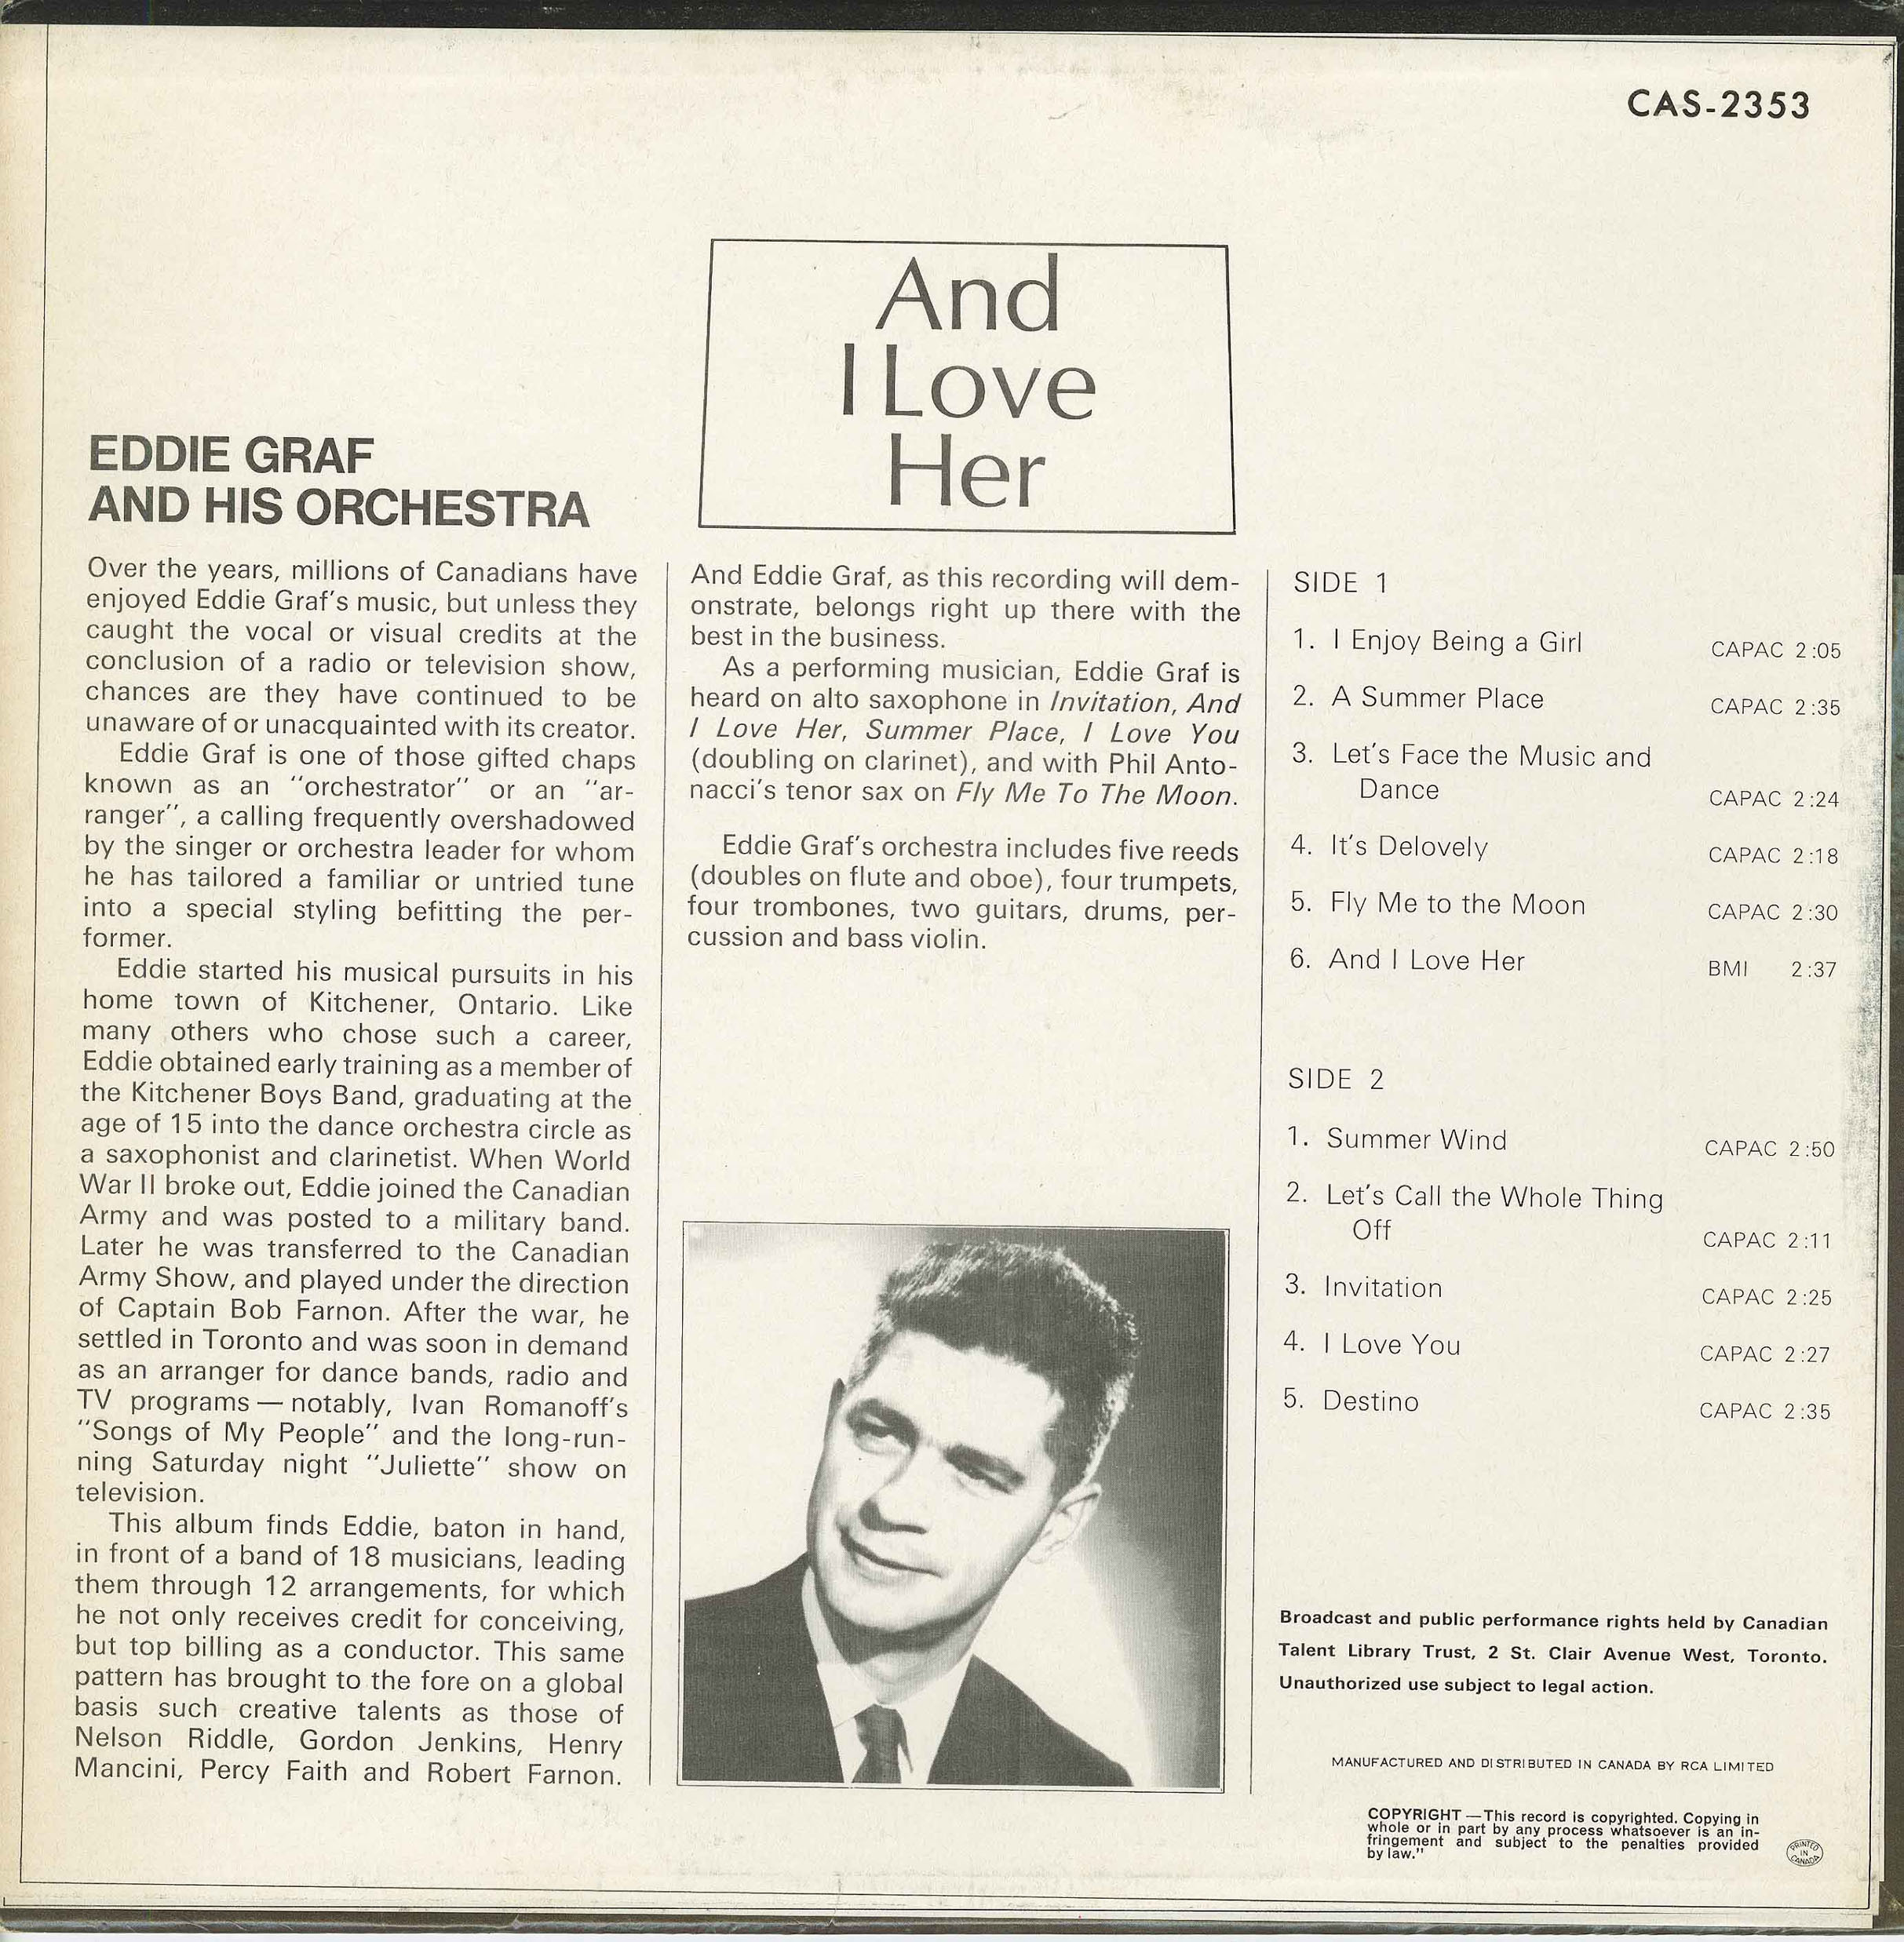 CAS-2353
And
I Love
Her
EDDIE GRAF
AND HIS ORCHESTRA
Over the years, millions of Canadians have
enjoyed Eddie Graf's music, but unless they
caught the vocal or visual credits at the
conclusion of a radio or television show,
chances are they have continued to be
unaware of or unacquainted with its creator.
Eddie Graf is one of those gifted chaps
known as an "orchestrator" or an "ar-
ranger", a calling frequently overshadowed
by the singer or orchestra leader for whom
he has tailored a familiar or untried tune
into a special styling befitting the per-
former.
Eddie started his musical pursuits in his
home town of Kitchener, Ontario. Like
many others who chose such a career,
Eddie obtained early training as a member of
the Kitchener Boys Band, graduating at the
age of 15 into the dance orchestra circle as
a saxophonist and clarinetist. When World
War II broke out, Eddie joined the Canadian
Army and was posted to a military band.
Later he was transferred to the Canadian
Army Show, and played under the direction
of Captain Bob Farnon. After the war, he
settled in Toronto and was soon in demand
as an arranger for dance bands, radio and
TV programs — notably, Ivan Romanoff's
"Songs of My People" and the long-run-
ning Saturday night "Juliette" show on
television.
This album finds Eddie, baton in hand,
in front of a band of 18 musicians, leading
them through 12 arrangements, for which
he not only receives credit for conceiving,
but top billing as a conductor. This same
pattern has brought to the fore on a global
basis such creative talents as those of
Nelson Riddle, Gordon Jenkins, Henry
Mancini, Percy Faith and Robert Farnon.
And Eddie Graf, as this recording will dem-
onstrate, belongs right up there with the
best in the business.
As a performing musician, Eddie Graf is
heard on alto saxophone in Invitation, And
I Love Her, Summer Place, I Love You
(doubling on clarinet), and with Phil Anto-
nacci's tenor sax on Fly Me To The Moon.
Eddie Graf's orchestra includes five reeds
(doubles on flute and oboe), four trumpets,
four trombones, two guitars, drums, per-
cussion and bass violin.
SIDE 1
1. I Enjoy Being a Girl CAPAC 2:05
2. A Summer Place CAPAC 2:35
3. Let's Face the Music and
Dance CAPAC 2:24
4. It's Delovely CAPAC 2:18
5. Fly Me to the Moon CAPAC 2:30
6. And I Love Her BMI 2:37
SIDE 2
1. Summer Wind CAPAC 2:50
2. Let's Call the Whole Thing
Off CAPAC 2:11
3. Invitation CAPAC 2:25
4. I Love You CAPAC 2:27
5. Destino CAPAC 2:35
Broadcast and public performance rights held by Canadian
Talent Library Trust, 2 St. Clair Avenue West, Toronto.
Unauthorized use subject to legal action.
MANUFACTURED AND DISTRIBUTED IN CANADA BY RCA LIMITED
COPYRIGHT —This record is copyrighted. Copying in
whole or in part by any process whatsoever is an in-
fringement and subject to the penalties provided
by law."
PRINTED
IN
CANADA